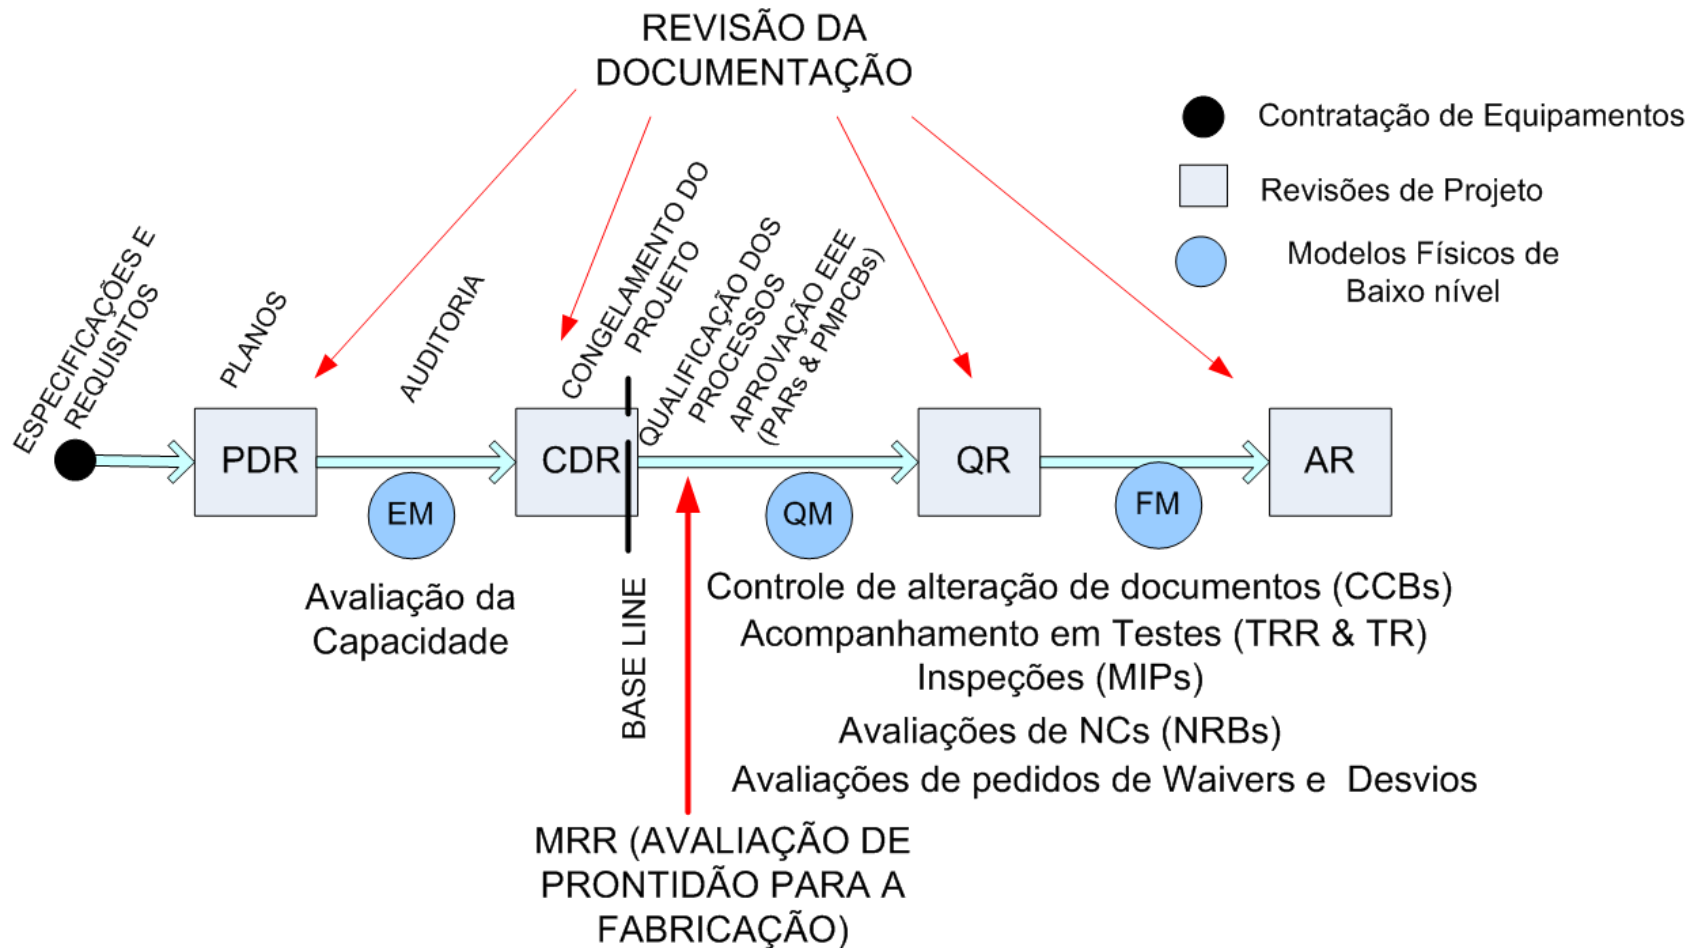 REVISÃO DA
DOCUMENTAÇÃO
Contratação de Equipamentos
Revisões de Projeto
Modelos Físicos de
Baixo nível
ESPECIFICAÇÕES E
REQUISITOS
PLANOS
AUDITORIA
CONGELAMENTO DO
PROJETO
QUALIFICAÇÃO DOS
PROCESSOS
APROVAÇÃO EEE
(PARs & PMPCBs)
PDR
CDR
QR
AR
EM
QM
FM
Avaliação da
Capacidade
BASE LINE
Controle de alteração de documentos (CCBs)
Acompanhamento em Testes (TRR & TR)
Inspeções (MIPs)
Avaliações de NCs (NRBs)
Avaliações de pedidos de Waivers e Desvios
MRR (AVALIAÇÃO DE
PRONTIDÃO PARA A
FABRICAÇÃO)